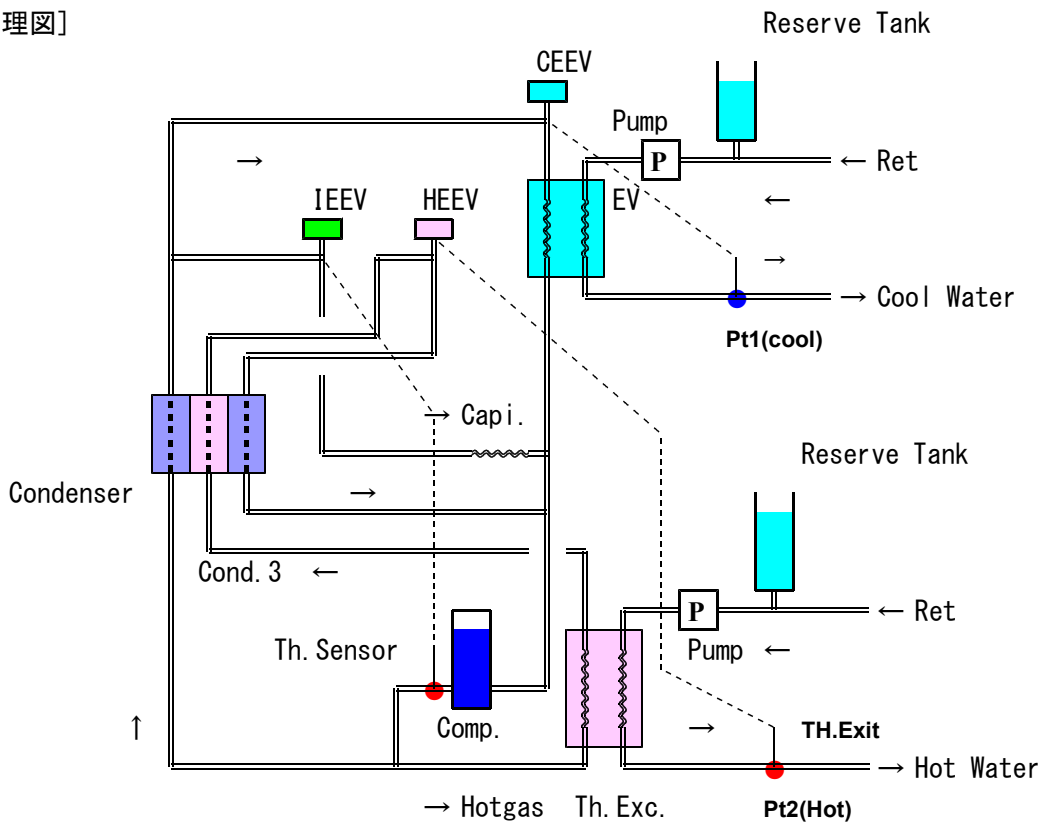 理図]
Reserve Tank
CEEV
Pump
P
← Ret
→
IEEV
HEEV
EV
←
→
→ Cool Water
Pt1(cool)
→ Capi.
Reserve Tank
Condenser
→
Cond.3 ←
P
← Ret
Th.Sensor
Pump ←
Comp.
↑
→
TH.Exit
→ Hot Water
→ Hotgas
Th.Exc.
Pt2(Hot)